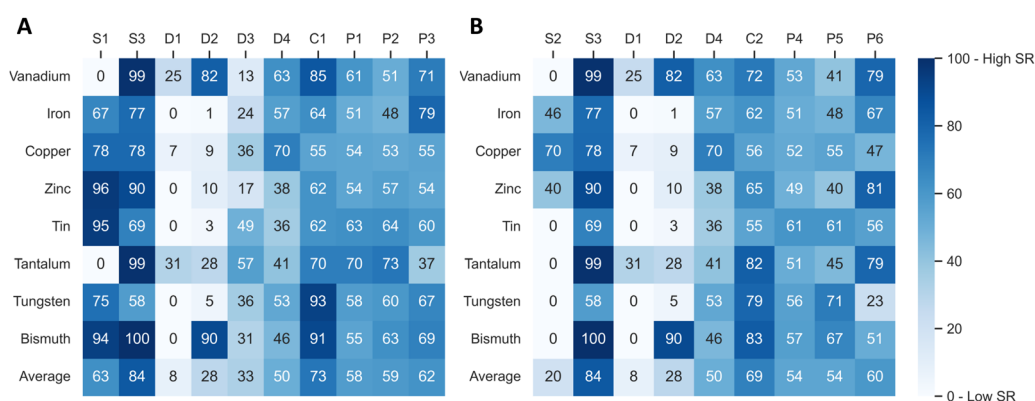 A
S1 S3 D1 D2 D3 D4 C1 P1 P2 P3
Vanadium 0 99 25 82 13 63 85 61 51 71
Iron 67 77 0 1 24 57 64 51 48 79
Copper 78 78 7 9 36 70 55 54 53 55
Zinc 96 90 0 10 17 38 62 54 57 54
Tin 95 69 0 3 49 36 62 63 64 60
Tantalum 0 99 31 28 57 41 70 70 73 37
Tungsten 75 58 0 5 36 53 93 58 60 67
Bismuth 94 100 0 90 31 46 91 55 63 69
Average 63 84 8 28 33 50 73 58 59 62
B
S2 S3 D1 D2 D4 C2 P4 P5 P6
Vanadium 0 99 25 82 63 72 53 41 79
Iron 46 77 0 1 57 62 51 48 67
Copper 70 78 7 9 70 56 52 55 47
Zinc 40 90 0 10 38 65 49 40 81
Tin 0 69 0 3 36 55 61 61 56
Tantalum 0 99 31 28 41 82 51 45 79
Tungsten 0 58 0 5 53 79 56 71 23
Bismuth 0 100 0 90 46 83 57 67 51
Average 20 84 8 28 50 69 54 54 60
100 - High SR
80
60
40
20
0 - Low SR